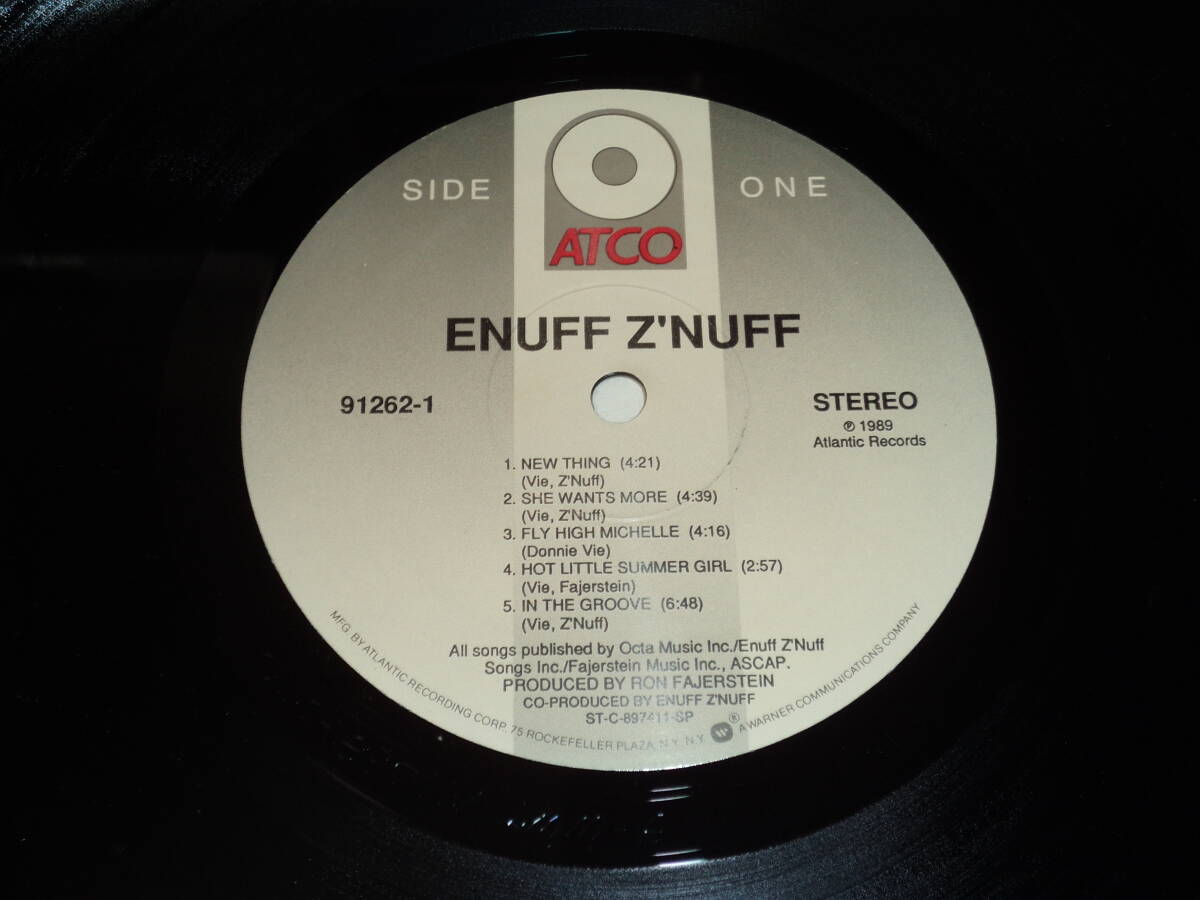 SIDE ONE
ATCO
ENUFF Z'NUFF
91262-1
STEREO
℗ 1989
Atlantic Records
1. NEW THING (4:21)
(Vie, Z'Nuff)
2. SHE WANTS MORE (4:39)
(Vie, Z'Nuff)
3. FLY HIGH MICHELLE (4:16)
(Donnie Vie)
4. HOT LITTLE SUMMER GIRL (2:57)
(Vie, Fajerstein)
5. IN THE GROOVE (6:48)
(Vie, Z'Nuff)
All songs published by Octa Music Inc./Enuff Z'Nuff
Songs Inc./Fajerstein Music Inc., ASCAP.
PRODUCED BY RON FAJERSTEIN
CO-PRODUCED BY ENUFF Z'NUFF
ST-C-897411-SP
MFG. BY ATLANTIC RECORDING CORP. 75 ROCKEFELLER PLAZA, N.Y. N.Y. ® A WARNER COMMUNICATIONS COMPANY